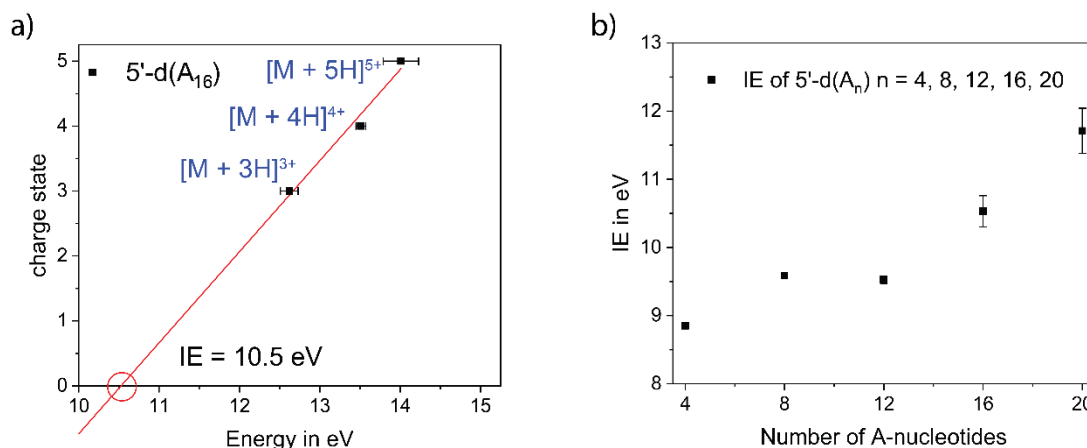 a)
5'-d(A₁₆)
[M + 5H]⁵⁺
[M + 4H]⁴⁺
[M + 3H]³⁺
IE = 10.5 eV
charge state
5
4
3
2
1
0
10 11 12 13 14 15
Energy in eV
b)
IE of 5'-d(Aₙ) n = 4, 8, 12, 16, 20
IE in eV
13
12
11
10
9
8
4 8 12 16 20
Number of A-nucleotides